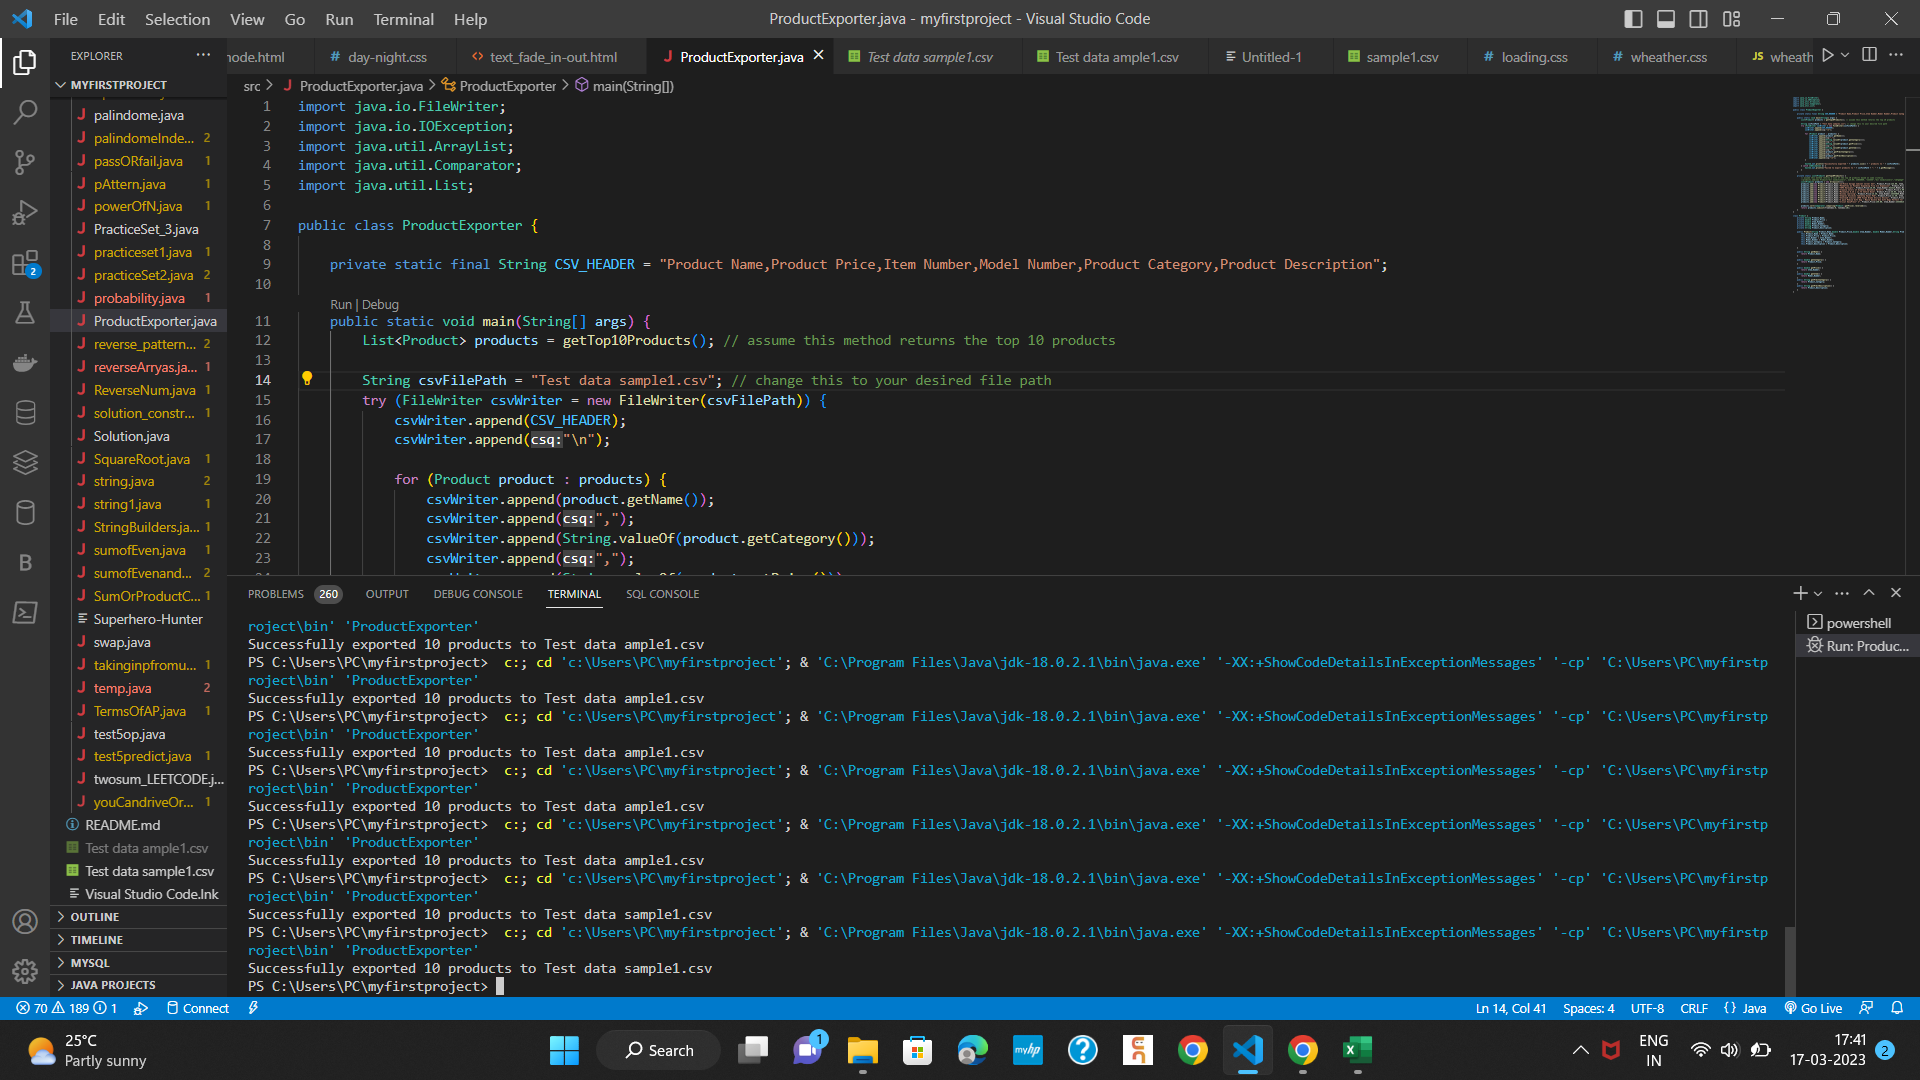 File Edit Selection View Go Run Terminal Help
ProductExporter.java - myfirstproject - Visual Studio Code
EXPLORER
node.html
day-night.css
text_fade_in-out.html
ProductExporter.java
Test data sample1.csv
Test data ample1.csv
Untitled-1
sample1.csv
loading.css
wheather.css
JS wheath
MYFIRSTPROJECT
src > J ProductExporter.java > ProductExporter > main(String[])
palindome.java
palindomeInde... 2
passORfail.java 1
pAttern.java 1
powerOfN.java 1
PracticeSet_3.java
practiceset1.java 1
practiceSet2.java 2
probability.java 1
ProductExporter.java
reverse_pattern... 2
reverseArryas.ja... 1
ReverseNum.java 1
solution_constr... 1
Solution.java
SquareRoot.java 1
string.java 2
string1.java 1
StringBuilders.ja... 1
sumofEven.java 1
sumofEvenand... 2
SumOrProductC... 1
Superhero-Hunter
swap.java
takinginpfromu... 1
temp.java 2
TermsOfAP.java 1
test5op.java
test5predict.java 1
twosum_LEETCODE.j...
youCandriveOr... 1
README.md
Test data ample1.csv
Test data sample1.csv
Visual Studio Code.lnk
OUTLINE
TIMELINE
MYSQL
JAVA PROJECTS
1 import java.io.FileWriter;
2 import java.io.IOException;
3 import java.util.ArrayList;
4 import java.util.Comparator;
5 import java.util.List;
6
7 public class ProductExporter {
8
9 private static final String CSV_HEADER = "Product Name,Product Price,Item Number,Model Number,Product Category,Product Description";
10
Run | Debug
11 public static void main(String[] args) {
12 List<Product> products = getTop10Products(); // assume this method returns the top 10 products
13
14 String csvFilePath = "Test data sample1.csv"; // change this to your desired file path
15 try (FileWriter csvWriter = new FileWriter(csvFilePath)) {
16 csvWriter.append(CSV_HEADER);
17 csvWriter.append(csq:"\n");
18
19 for (Product product : products) {
20 csvWriter.append(product.getName());
21 csvWriter.append(csq:",");
22 csvWriter.append(String.valueOf(product.getCategory()));
23 csvWriter.append(csq:",");
PROBLEMS 260 OUTPUT DEBUG CONSOLE TERMINAL SQL CONSOLE
powershell
Run: Produc...
roject\bin' 'ProductExporter'
Successfully exported 10 products to Test data ample1.csv
PS C:\Users\PC\myfirstproject> c:; cd 'c:\Users\PC\myfirstproject'; & 'C:\Program Files\Java\jdk-18.0.2.1\bin\java.exe' '-XX:+ShowCodeDetailsInExceptionMessages' '-cp' 'C:\Users\PC\myfirstp
roject\bin' 'ProductExporter'
Successfully exported 10 products to Test data ample1.csv
PS C:\Users\PC\myfirstproject> c:; cd 'c:\Users\PC\myfirstproject'; & 'C:\Program Files\Java\jdk-18.0.2.1\bin\java.exe' '-XX:+ShowCodeDetailsInExceptionMessages' '-cp' 'C:\Users\PC\myfirstp
roject\bin' 'ProductExporter'
Successfully exported 10 products to Test data ample1.csv
PS C:\Users\PC\myfirstproject> c:; cd 'c:\Users\PC\myfirstproject'; & 'C:\Program Files\Java\jdk-18.0.2.1\bin\java.exe' '-XX:+ShowCodeDetailsInExceptionMessages' '-cp' 'C:\Users\PC\myfirstp
roject\bin' 'ProductExporter'
Successfully exported 10 products to Test data ample1.csv
PS C:\Users\PC\myfirstproject> c:; cd 'c:\Users\PC\myfirstproject'; & 'C:\Program Files\Java\jdk-18.0.2.1\bin\java.exe' '-XX:+ShowCodeDetailsInExceptionMessages' '-cp' 'C:\Users\PC\myfirstp
roject\bin' 'ProductExporter'
Successfully exported 10 products to Test data ample1.csv
PS C:\Users\PC\myfirstproject> c:; cd 'c:\Users\PC\myfirstproject'; & 'C:\Program Files\Java\jdk-18.0.2.1\bin\java.exe' '-XX:+ShowCodeDetailsInExceptionMessages' '-cp' 'C:\Users\PC\myfirstp
roject\bin' 'ProductExporter'
Successfully exported 10 products to Test data sample1.csv
PS C:\Users\PC\myfirstproject> c:; cd 'c:\Users\PC\myfirstproject'; & 'C:\Program Files\Java\jdk-18.0.2.1\bin\java.exe' '-XX:+ShowCodeDetailsInExceptionMessages' '-cp' 'C:\Users\PC\myfirstp
roject\bin' 'ProductExporter'
Successfully exported 10 products to Test data sample1.csv
PS C:\Users\PC\myfirstproject>
70 189 1 Connect
Ln 14, Col 41 Spaces: 4 UTF-8 CRLF { } Java Go Live
25°C
Partly sunny
Search
1
myhp
ENG
IN
17:41
17-03-2023
2